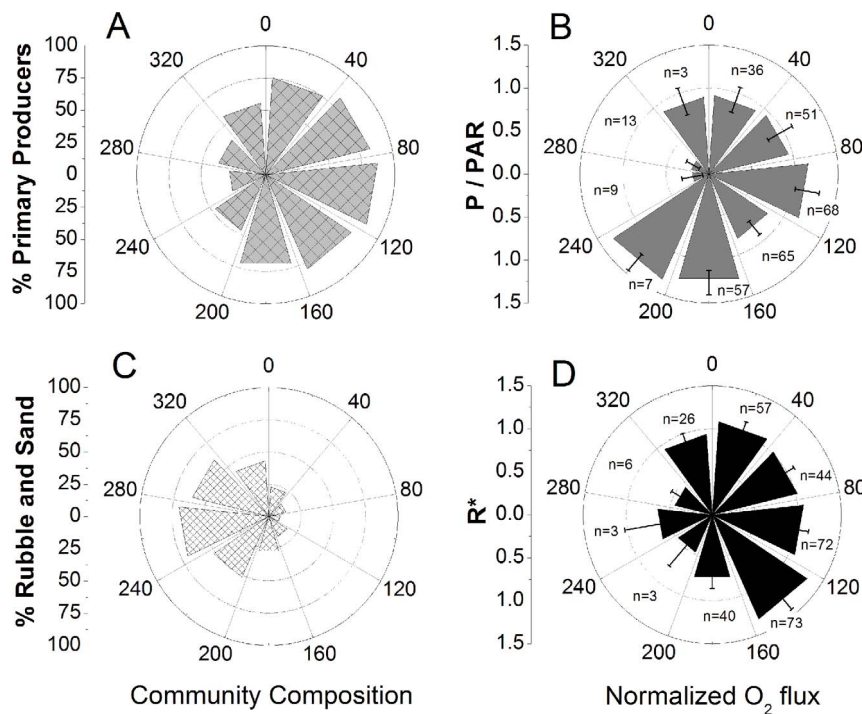 A
% Primary Producers
100
75
50
25
0
25
50
75
100
0
40
80
120
160
200
240
280
320
B
P / PAR
1.5
1.0
0.5
0.0
0.5
1.0
1.5
0
40
80
120
160
200
240
280
320
n=3
n=36
n=51
n=68
n=65
n=57
n=7
n=9
n=13
C
% Rubble and Sand
100
75
50
25
0
25
50
75
100
0
40
80
120
160
200
240
280
320
Community Composition
D
R*
1.5
1.0
0.5
0.0
0.5
1.0
1.5
0
40
80
120
160
200
240
280
320
n=26
n=57
n=44
n=72
n=73
n=40
n=3
n=3
n=6
Normalized O₂ flux